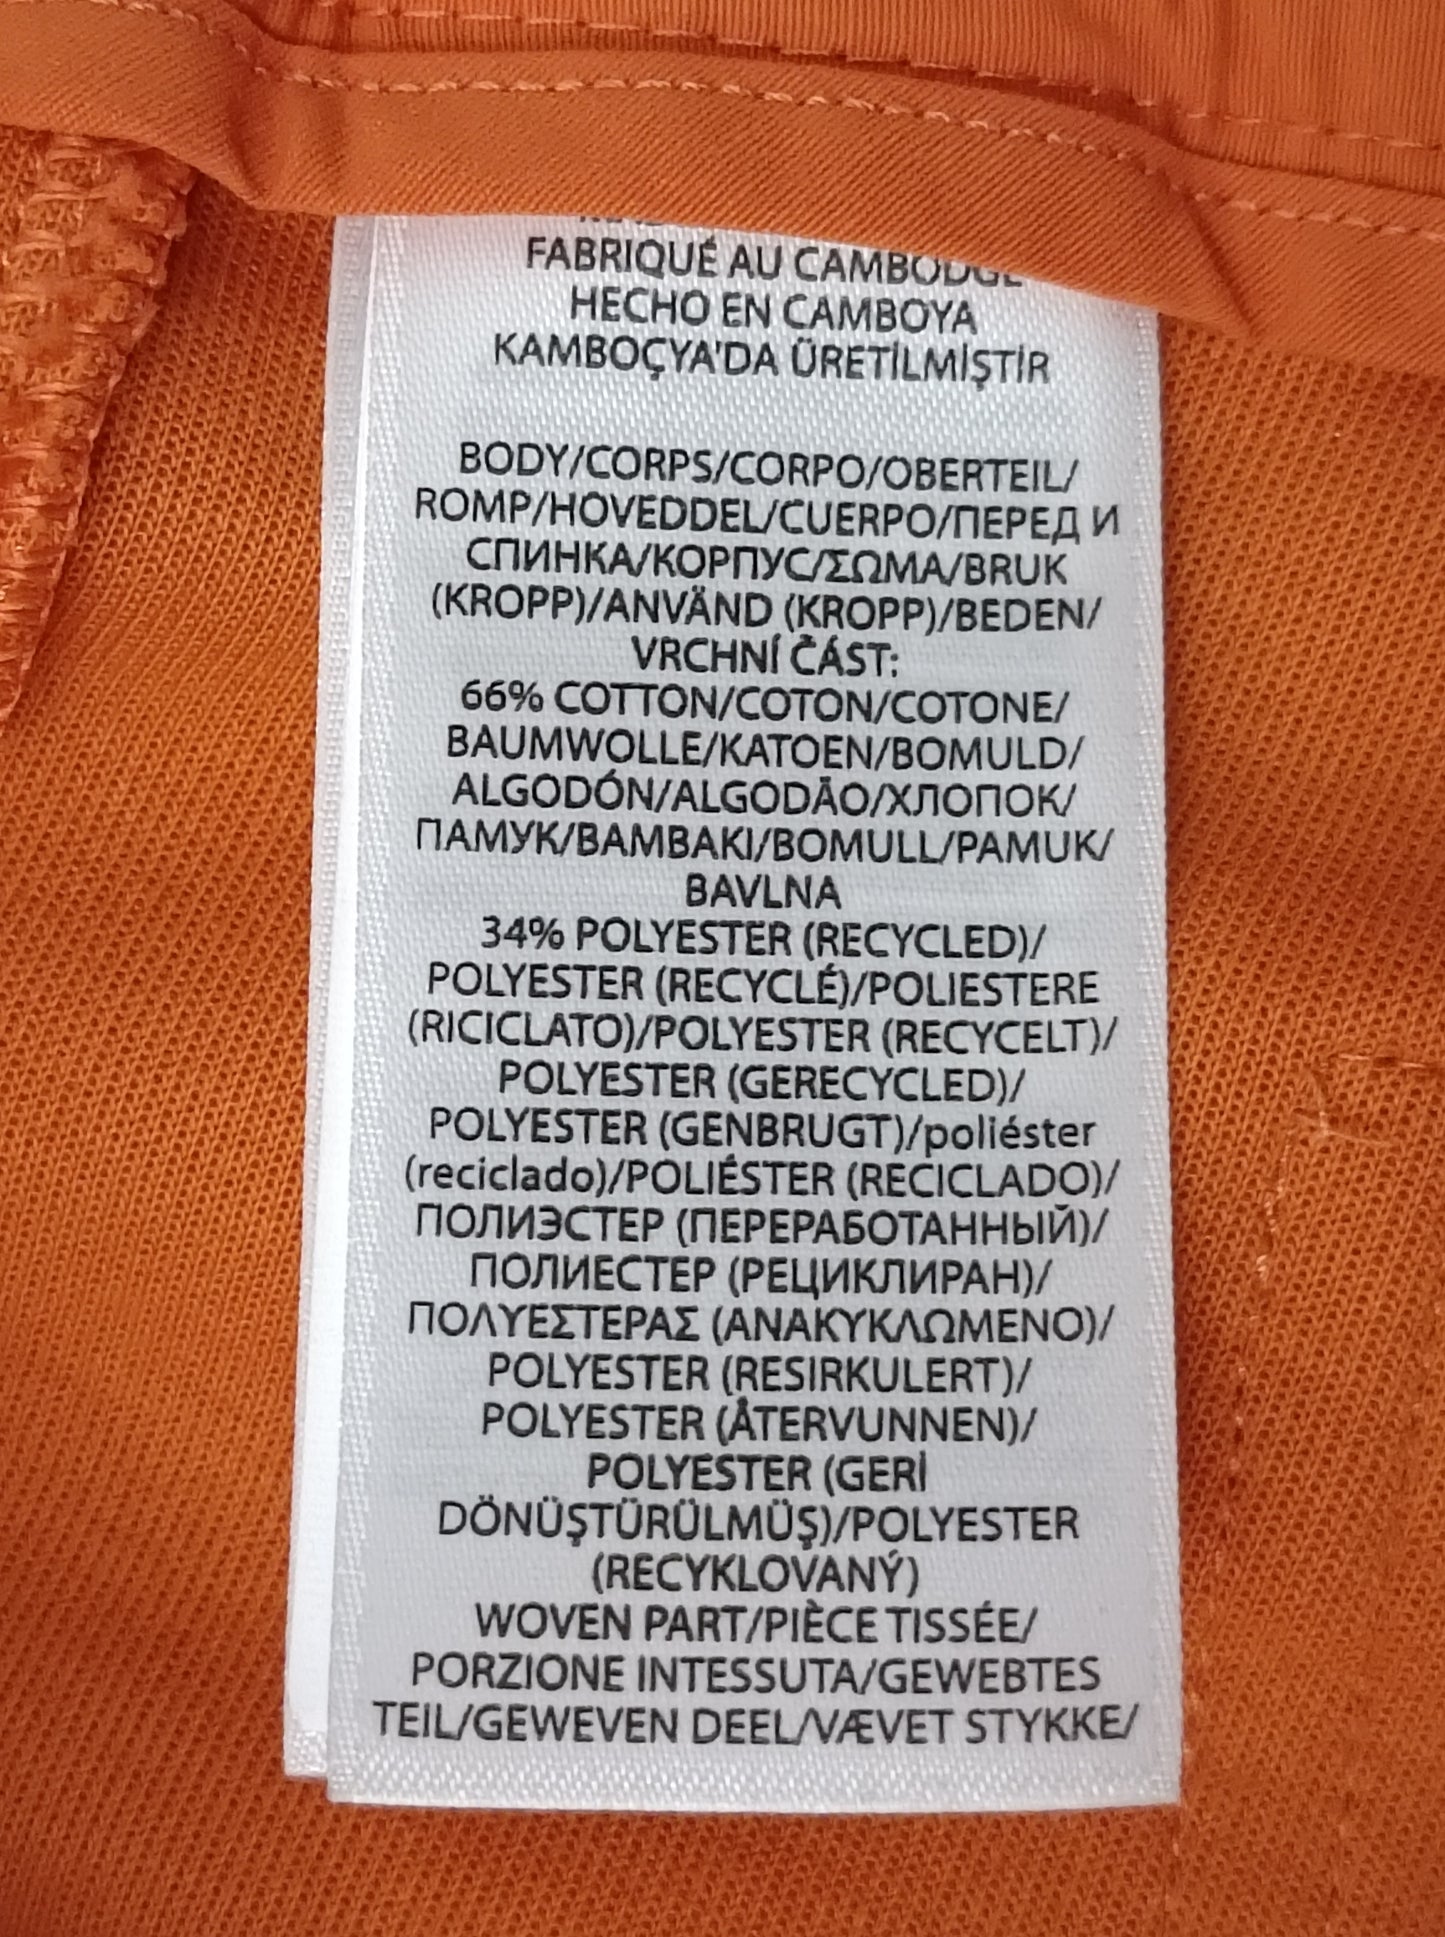 FABRIQUÉ AU CAMBODGE
HECHO EN CAMBOYA
KAMBOÇYA'DA ÜRETİLMİŞTİR
BODY/CORPS/CORPO/OBERTEIL/
ROMP/HOVEDDEL/CUERPO/ПЕРЕД И
СПИНКА/КОРПУС/ΣΩΜΑ/BRUK
(KROPP)/ANVÄND (KROPP)/BEDEN/
VRCHNÍ ČÁST:
66% COTTON/COTON/COTONE/
BAUMWOLLE/KATOEN/BOMULD/
ALGODÓN/ALGODÃO/ХЛОПОК/
ПАМУК/ΒΑΜΒΑΚΙ/BOMULL/PAMUK/
BAVLNA
34% POLYESTER (RECYCLED)/
POLYESTER (RECYCLÉ)/POLIESTERE
(RICICLATO)/POLYESTER (RECYCELT)/
POLYESTER (GERECYCLED)/
POLYESTER (GENBRUGT)/poliéster
(reciclado)/POLIÉSTER (RECICLADO)/
ПОЛИЭСТЕР (ПЕРЕРАБОТАННЫЙ)/
ПОЛИЕСТЕР (РЕЦИКЛИРАН)/
ΠΟΛΥΕΣΤΕΡΑΣ (ΑΝΑΚΥΚΛΩΜΕΝΟ)/
POLYESTER (RESIRKULERT)/
POLYESTER (ÅTERVUNNEN)/
POLYESTER (GERİ
DÖNÜŞTÜRÜLMÜŞ)/POLYESTER
(RECYKLOVANÝ)
WOVEN PART/PIÈCE TISSÉE/
PORZIONE INTESSUTA/GEWEBTES
TEIL/GEWEVEN DEEL/VÆVET STYKKE/